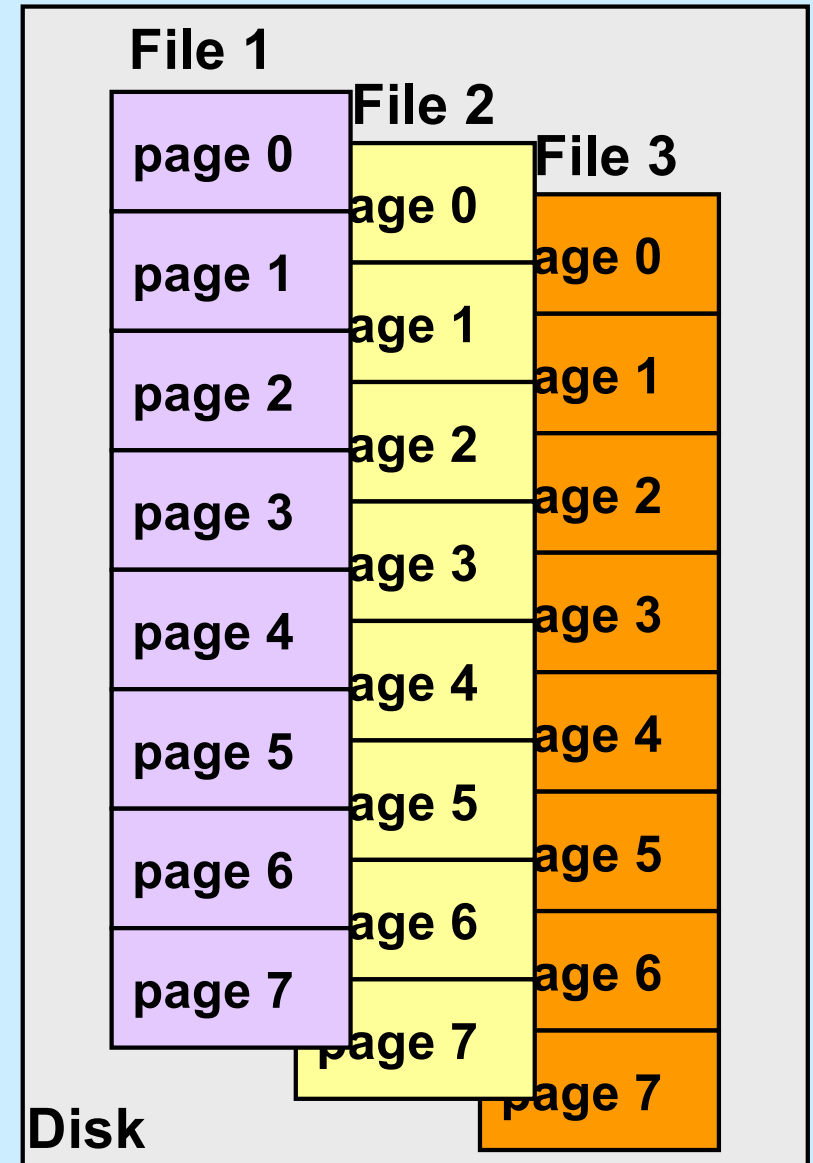 File 1
page 0
page 1
page 2
page 3
page 4
page 5
page 6
page 7
File 2
age 0
age 1
age 2
age 3
age 4
age 5
age 6
page 7
File 3
age 0
age 1
age 2
age 3
age 4
age 5
age 6
page 7
Disk